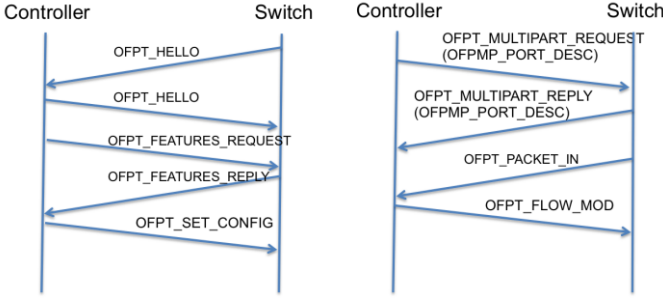 Controller
Switch
OFPT_HELLO
OFPT_HELLO
OFPT_FEATURES_REQUEST
OFPT_FEATURES_REPLY
OFPT_SET_CONFIG
Controller
Switch
OFPT_MULTIPART_REQUEST
(OFPMP_PORT_DESC)
OFPT_MULTIPART_REPLY
(OFPMP_PORT_DESC)
OFPT_PACKET_IN
OFPT_FLOW_MOD